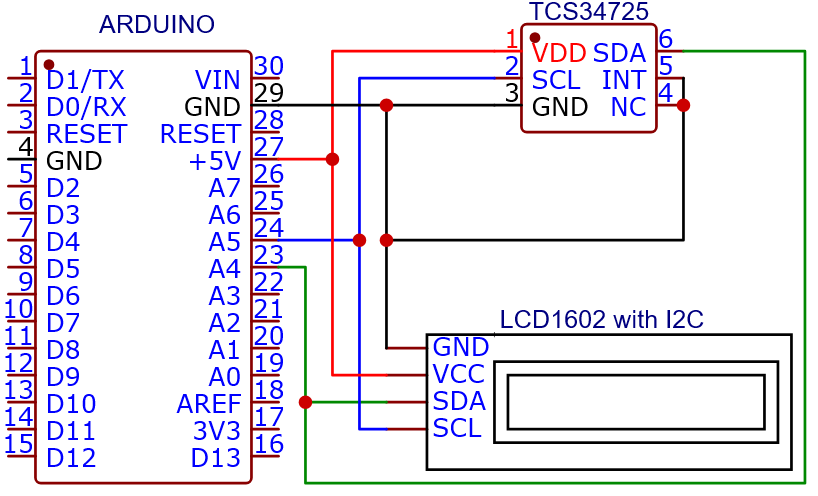 ARDUINO
1 D1/TX VIN 30
2 D0/RX GND 29
3 RESET RESET 28
4 GND +5V 27
5 D2 A7 26
6 D3 A6 25
7 D4 A5 24
8 D5 A4 23
9 D6 A3 22
10 D7 A2 21
11 D8 A1 20
12 D9 A0 19
13 D10 AREF 18
14 D11 3V3 17
15 D12 D13 16
TCS34725
1 VDD SDA 6
2 SCL INT 5
3 GND NC 4
LCD1602 with I2C
GND
VCC
SDA
SCL